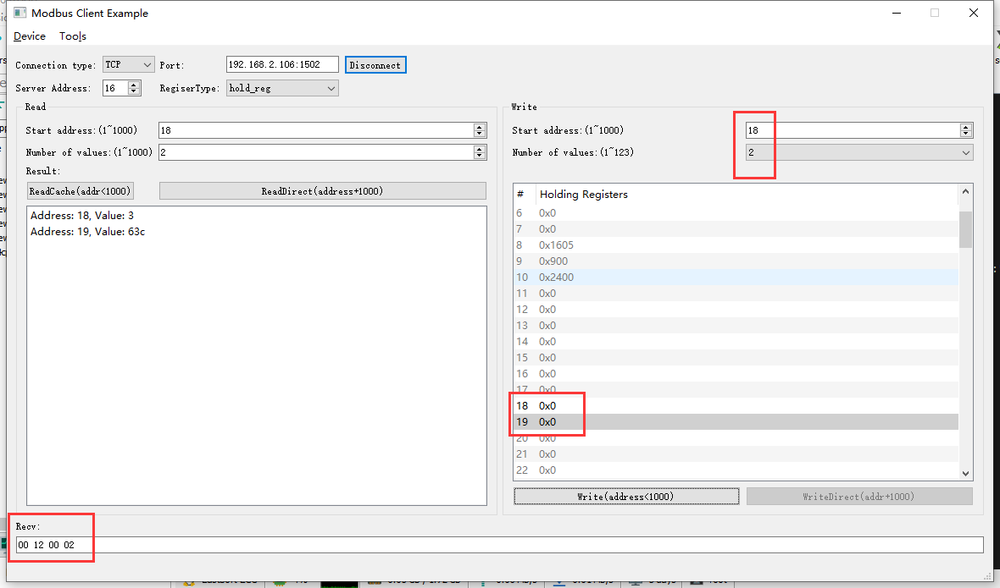 Modbus Client Example
Device Tools
Connection type: TCP Port: 192.168.2.106:1502 Disconnect
Server Address: 16 RegiserType: hold_reg
Read
Start address:(1~1000) 18
Number of values:(1~1000) 2
Result:
ReadCache(addr<1000) ReadDirect(address+1000)
Address: 18, Value: 3
Address: 19, Value: 63c
Write
Start address:(1~1000) 18
Number of values:(1~123) 2
# Holding Registers
6 0x0
7 0x0
8 0x1605
9 0x900
10 0x2400
11 0x0
12 0x0
13 0x0
14 0x0
15 0x0
16 0x0
17 0x0
18 0x0
19 0x0
20 0x0
21 0x0
22 0x0
Write(address<1000) WriteDirect(addr+1000)
Recv:
00 12 00 02